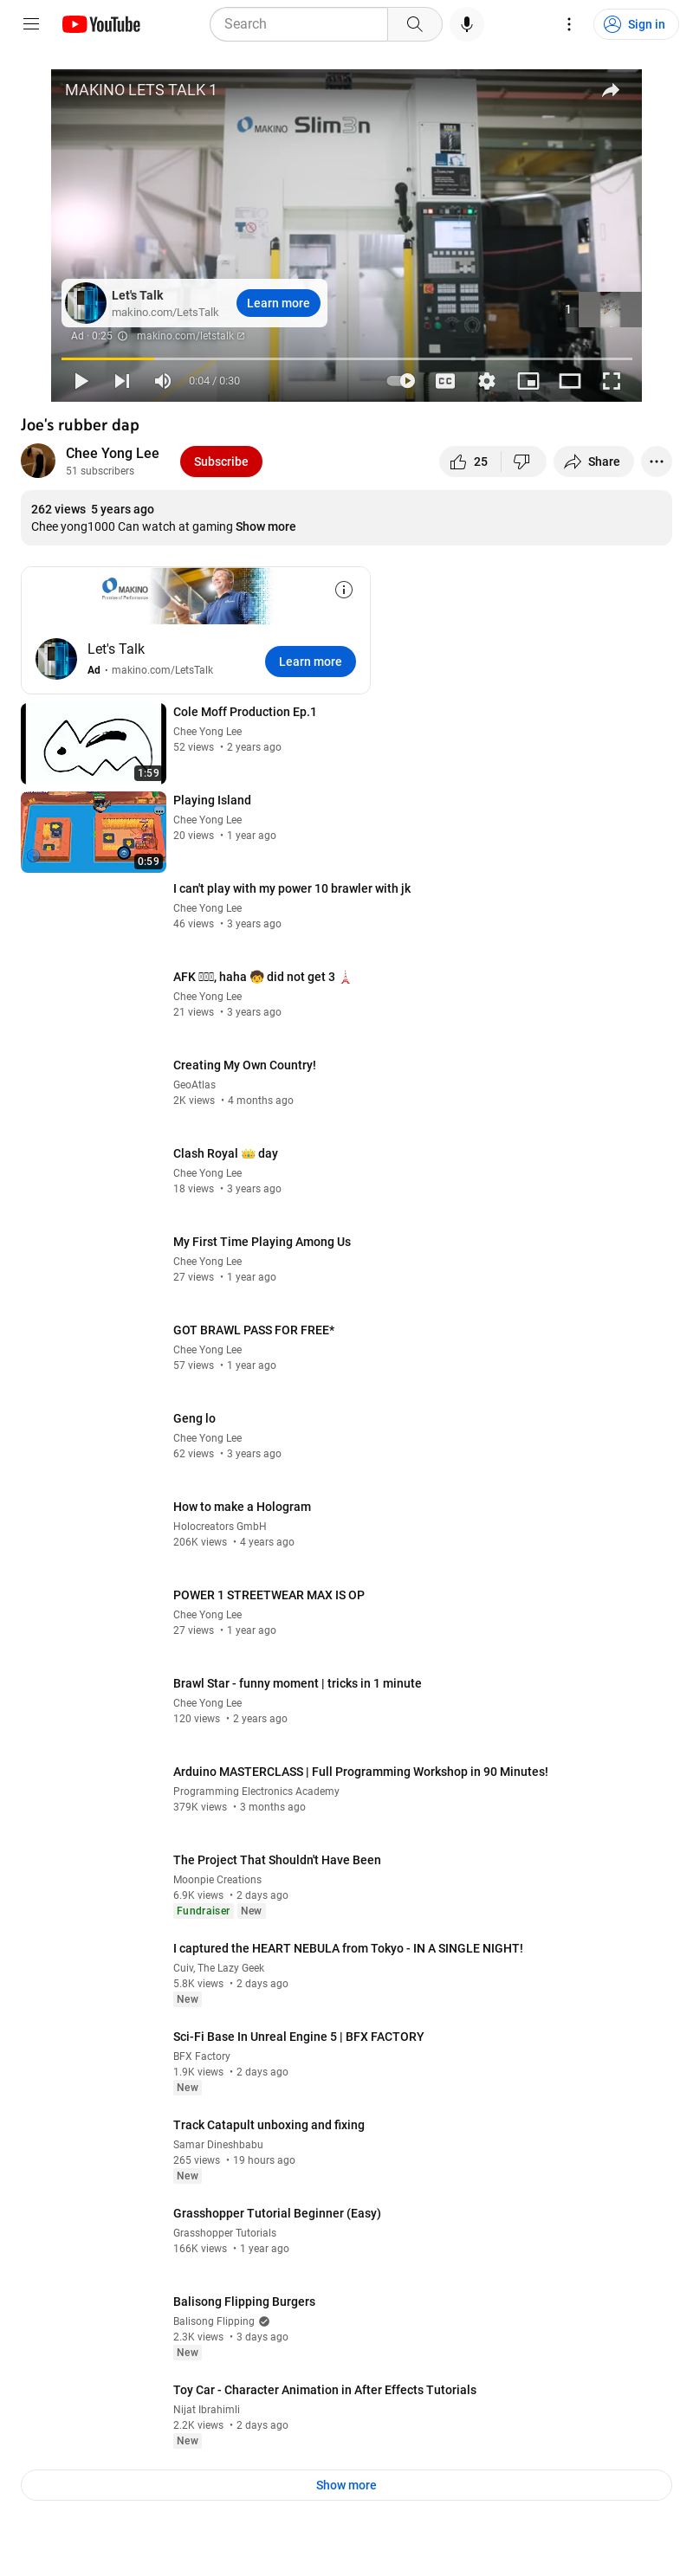 YouTube
Search
Sign in
MAKINO LETS TALK 1
MAKINO Slim3n
Let's Talk
makino.com/LetsTalk
Learn more
1
Ad · 0:25
makino.com/letstalk
0:04 / 0:30
CC
Joe's rubber dap
Chee Yong Lee
51 subscribers
Subscribe
25
Share
262 views 5 years ago
Chee yong1000 Can watch at gaming Show more
MAKINO
Let's Talk
Ad · makino.com/LetsTalk
Learn more
Cole Moff Production Ep.1
Chee Yong Lee
52 views • 2 years ago
1:59
Playing Island
Chee Yong Lee
20 views • 1 year ago
0:59
I can't play with my power 10 brawler with jk
Chee Yong Lee
46 views • 3 years ago
AFK , haha 🧒 did not get 3 🗼
Chee Yong Lee
21 views • 3 years ago
Creating My Own Country!
GeoAtlas
2K views • 4 months ago
Clash Royal 👑 day
Chee Yong Lee
18 views • 3 years ago
My First Time Playing Among Us
Chee Yong Lee
27 views • 1 year ago
GOT BRAWL PASS FOR FREE*
Chee Yong Lee
57 views • 1 year ago
Geng lo
Chee Yong Lee
62 views • 3 years ago
How to make a Hologram
Holocreators GmbH
206K views • 4 years ago
POWER 1 STREETWEAR MAX IS OP
Chee Yong Lee
27 views • 1 year ago
Brawl Star - funny moment | tricks in 1 minute
Chee Yong Lee
120 views • 2 years ago
Arduino MASTERCLASS | Full Programming Workshop in 90 Minutes!
Programming Electronics Academy
379K views • 3 months ago
The Project That Shouldn't Have Been
Moonpie Creations
6.9K views • 2 days ago
Fundraiser New
I captured the HEART NEBULA from Tokyo - IN A SINGLE NIGHT!
Cuiv, The Lazy Geek
5.8K views • 2 days ago
New
Sci-Fi Base In Unreal Engine 5 | BFX FACTORY
BFX Factory
1.9K views • 2 days ago
New
Track Catapult unboxing and fixing
Samar Dineshbabu
265 views • 19 hours ago
New
Grasshopper Tutorial Beginner (Easy)
Grasshopper Tutorials
166K views • 1 year ago
Balisong Flipping Burgers
Balisong Flipping
2.3K views • 3 days ago
New
Toy Car - Character Animation in After Effects Tutorials
Nijat Ibrahimli
2.2K views • 2 days ago
New
Show more